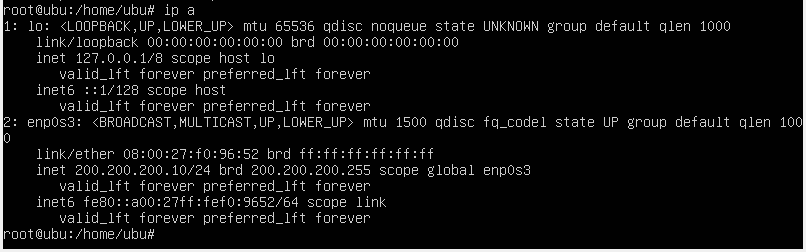 root@ubu:/home/ubu# ip a
1: lo: <LOOPBACK,UP,LOWER_UP> mtu 65536 qdisc noqueue state UNKNOWN group default qlen 1000
    link/loopback 00:00:00:00:00:00 brd 00:00:00:00:00:00
    inet 127.0.0.1/8 scope host lo
       valid_lft forever preferred_lft forever
    inet6 ::1/128 scope host
       valid_lft forever preferred_lft forever
2: enp0s3: <BROADCAST,MULTICAST,UP,LOWER_UP> mtu 1500 qdisc fq_codel state UP group default qlen 100
0
    link/ether 08:00:27:f0:96:52 brd ff:ff:ff:ff:ff:ff
    inet 200.200.200.10/24 brd 200.200.200.255 scope global enp0s3
       valid_lft forever preferred_lft forever
    inet6 fe80::a00:27ff:fef0:9652/64 scope link
       valid_lft forever preferred_lft forever
root@ubu:/home/ubu#